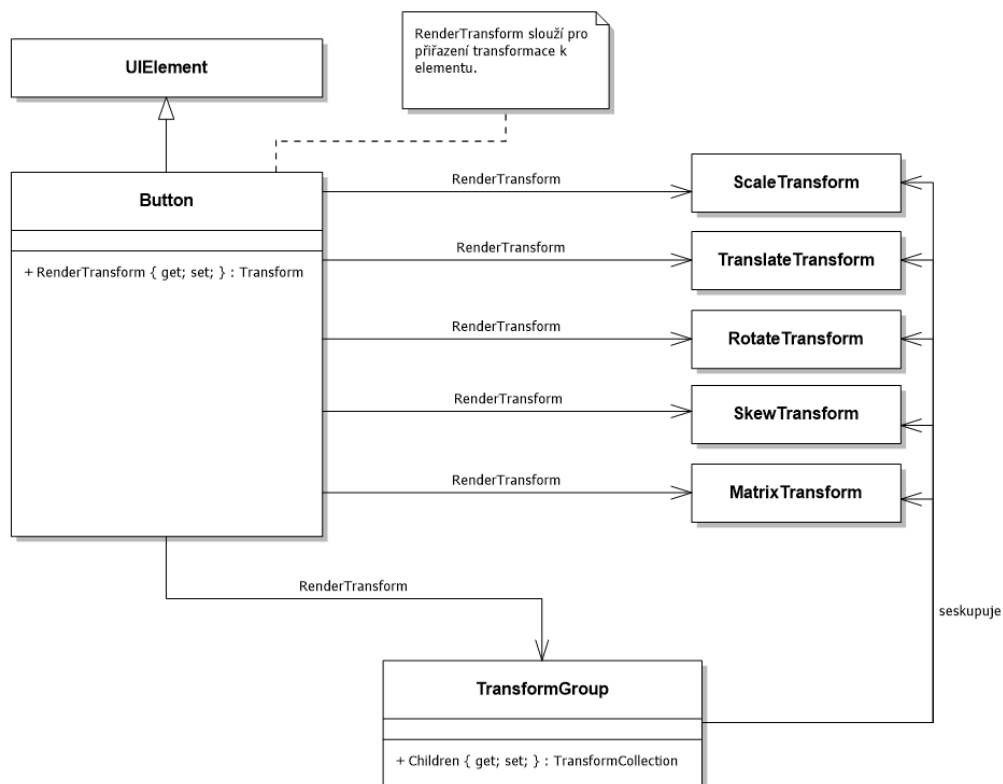 RenderTransform slouží pro
přiřazení transformace k
elementu.
UIElement
Button
+ RenderTransform { get; set; } : Transform
RenderTransform
ScaleTransform
RenderTransform
TranslateTransform
RenderTransform
RotateTransform
RenderTransform
SkewTransform
RenderTransform
MatrixTransform
RenderTransform
seskupuje
TransformGroup
+ Children { get; set; } : TransformCollection